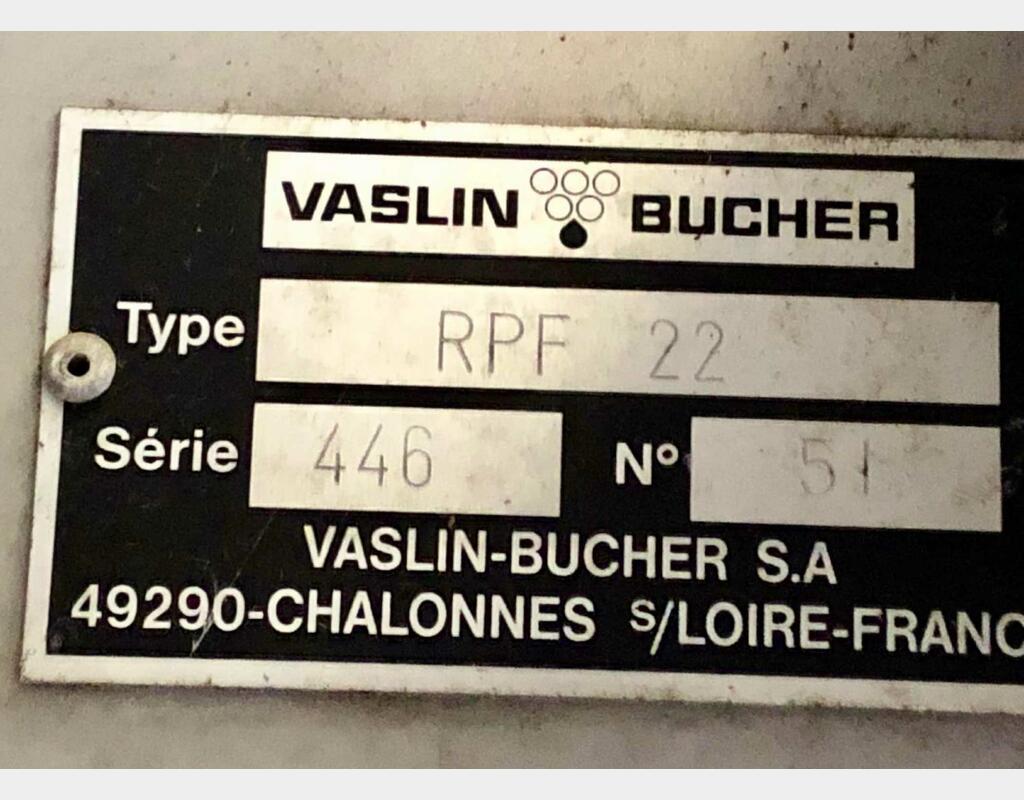 VASLIN BUCHER
Type RPF 22
Série 446 N° 51
VASLIN-BUCHER S.A
49290-CHALONNES S/LOIRE-FRANC